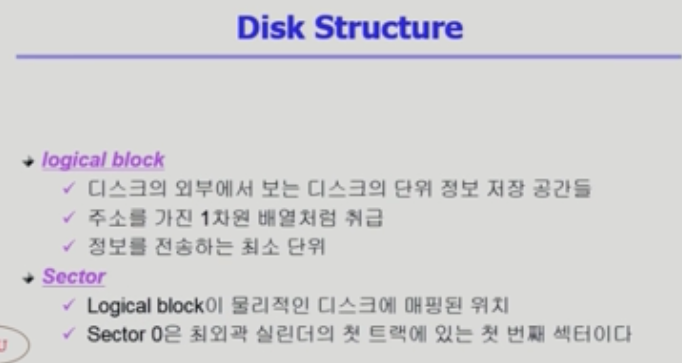 Disk Structure
logical block
✓ 디스크의 외부에서 보는 디스크의 단위 정보 저장 공간들
✓ 주소를 가진 1차원 배열처럼 취급
✓ 정보를 전송하는 최소 단위
Sector
✓ Logical block이 물리적인 디스크에 매핑된 위치
✓ Sector 0은 최외곽 실린더의 첫 트랙에 있는 첫 번째 섹터이다